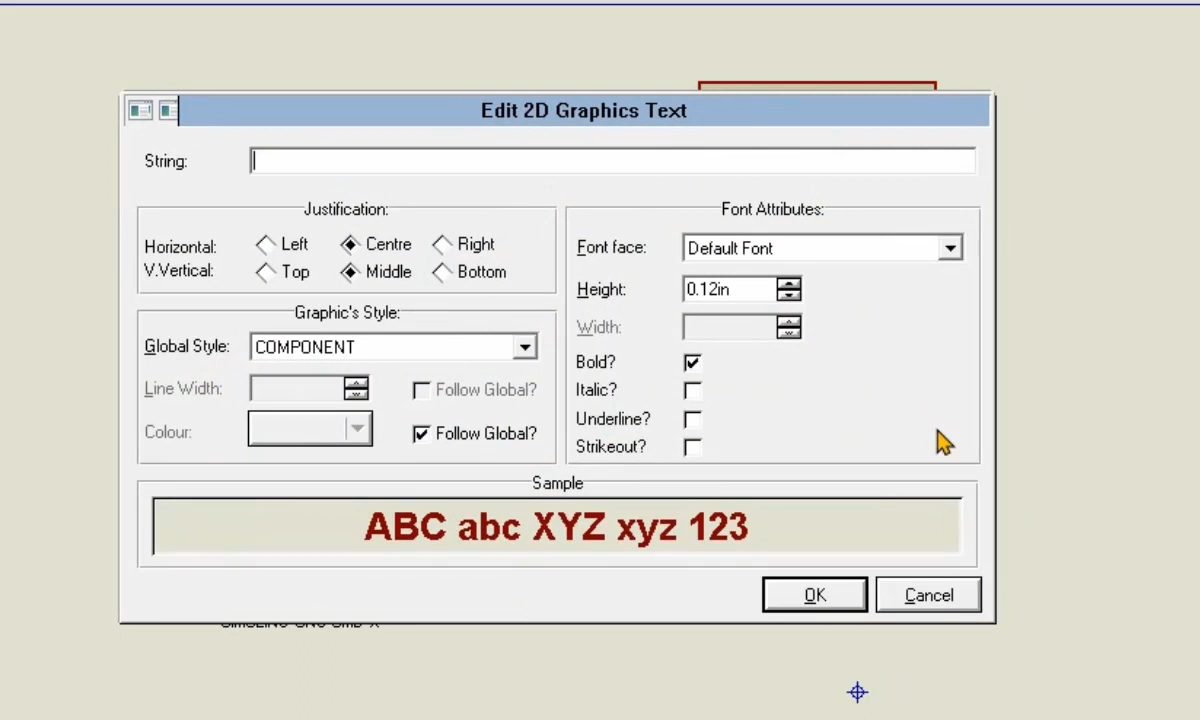 Edit 2D Graphics Text
String:
Justification:
Horizontal: Left Centre Right
V.Vertical: Top Middle Bottom
Graphic's Style:
Global Style: COMPONENT
Line Width: Follow Global?
Colour: Follow Global?
Font Attributes:
Font face: Default Font
Height: 0.12in
Width:
Bold?
Italic?
Underline?
Strikeout?
Sample
ABC abc XYZ xyz 123
OK Cancel